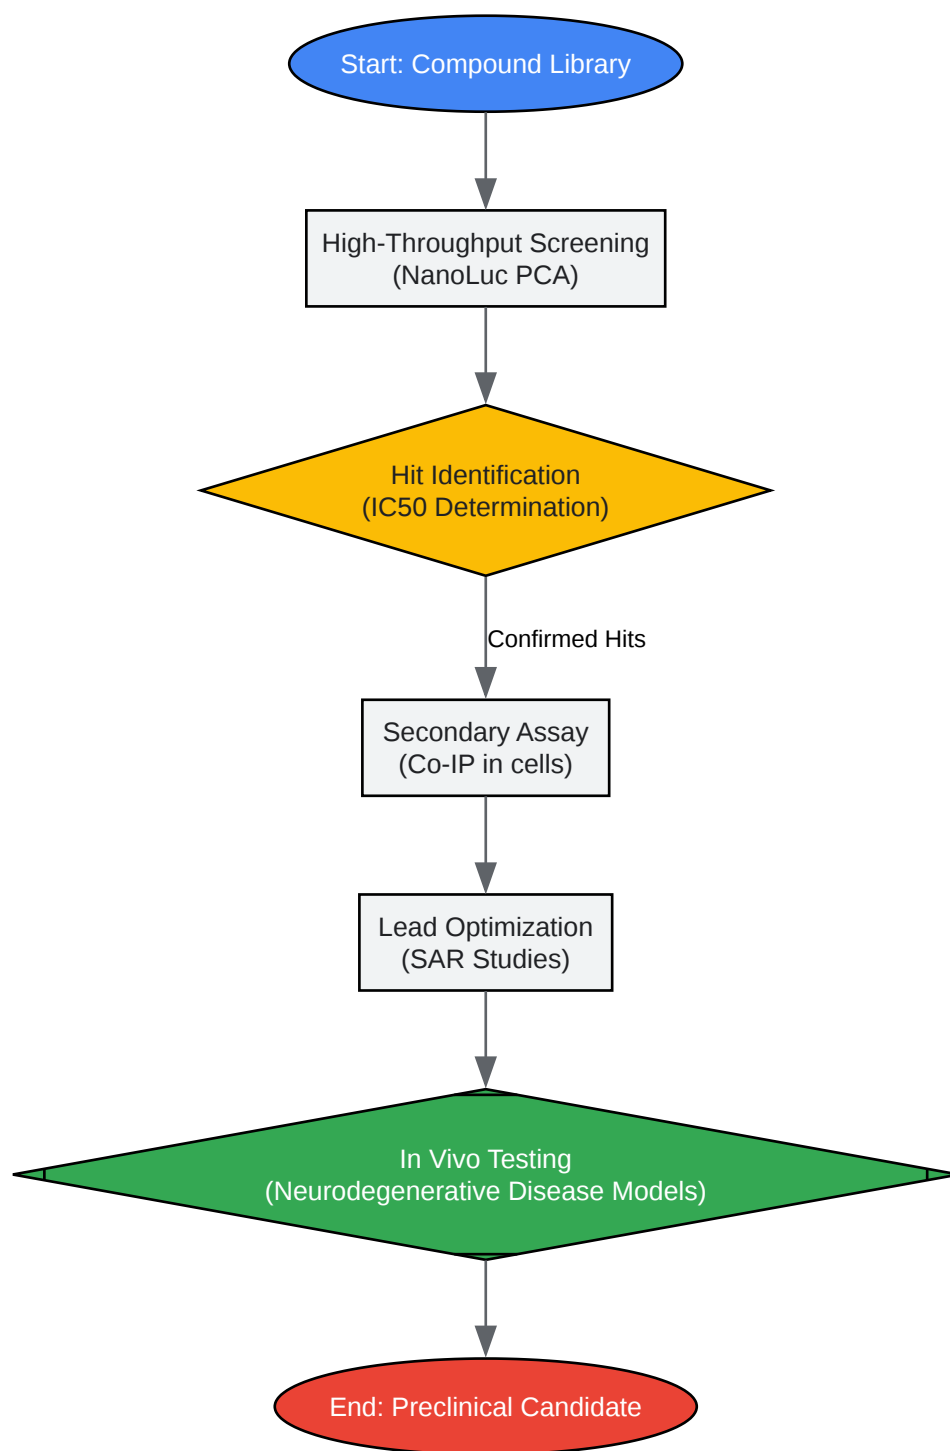 Start: Compound Library
High-Throughput Screening
(NanoLuc PCA)
Hit Identification
(IC50 Determination)
Confirmed Hits
Secondary Assay
(Co-IP in cells)
Lead Optimization
(SAR Studies)
In Vivo Testing
(Neurodegenerative Disease Models)
End: Preclinical Candidate